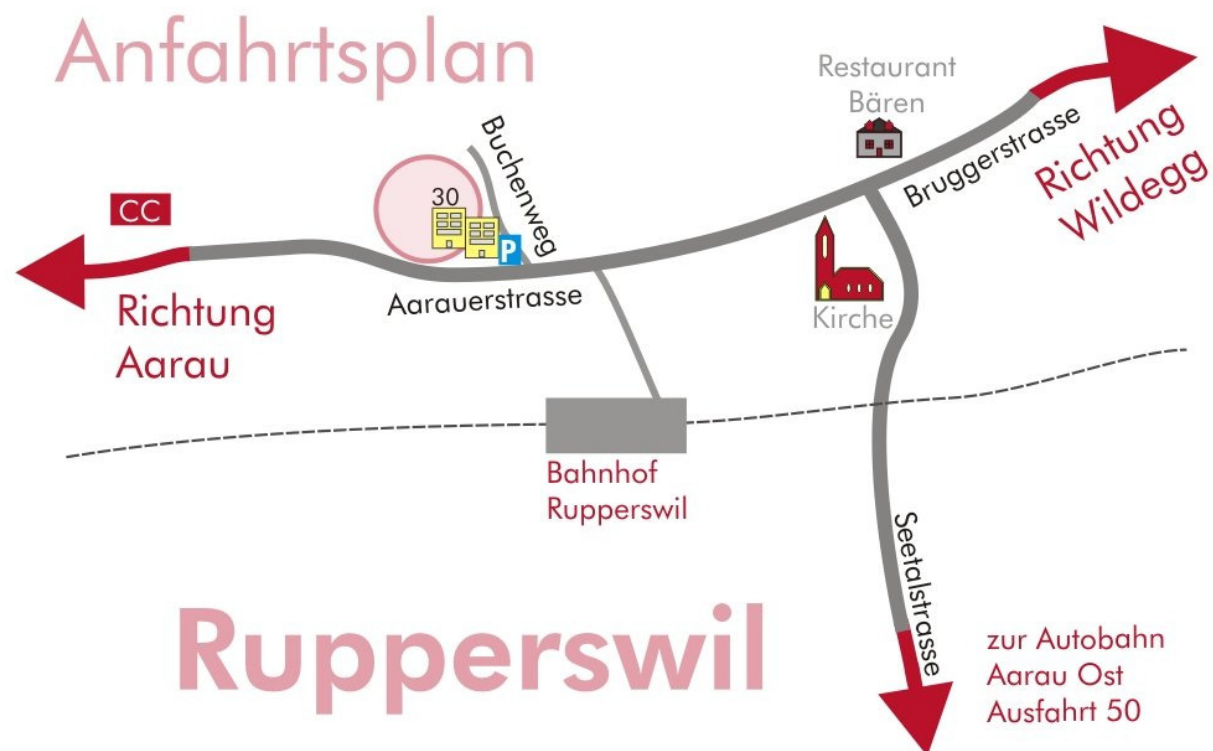 Anfahrtsplan
Restaurant
Bären
Bruggerstrasse
Richtung
Wildegg
Buchenweg
30
P
CC
Aarauerstrasse
Richtung
Aarau
Kirche
Bahnhof
Rupperswil
Seetalstrasse
Rupperswil
zur Autobahn
Aarau Ost
Ausfahrt 50